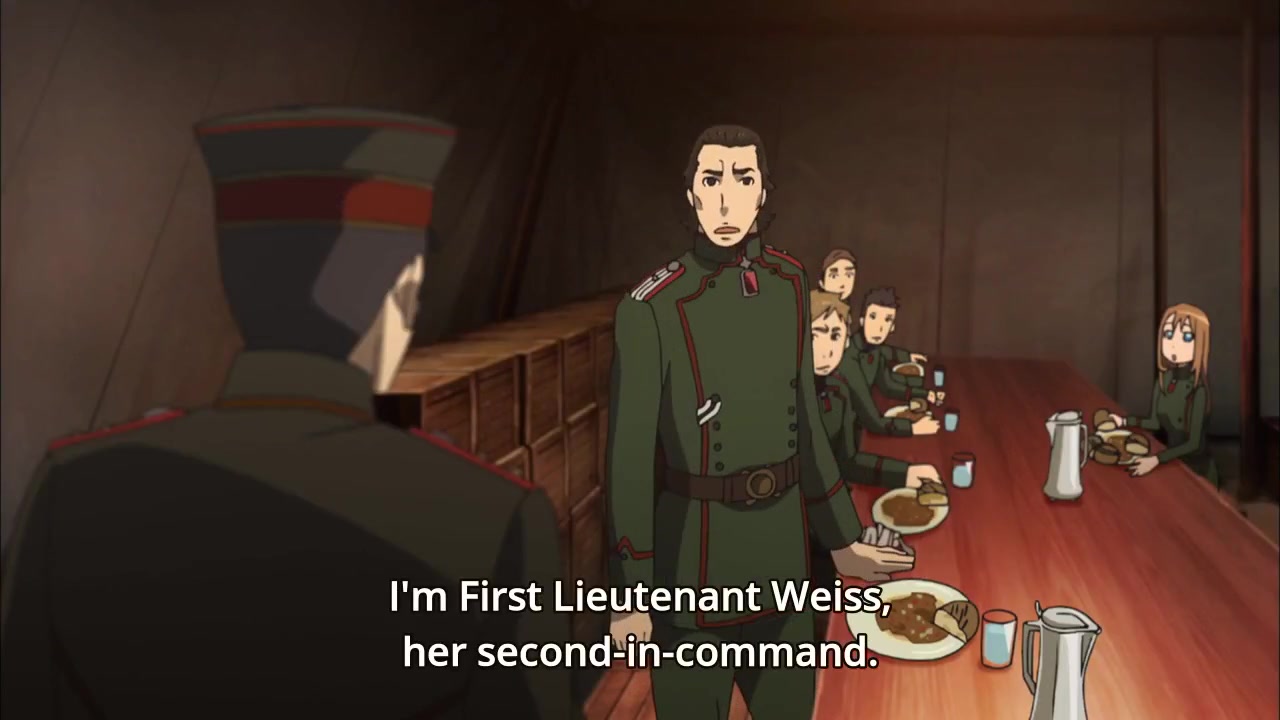 I'm First Lieutenant Weiss,
her second-in-command.